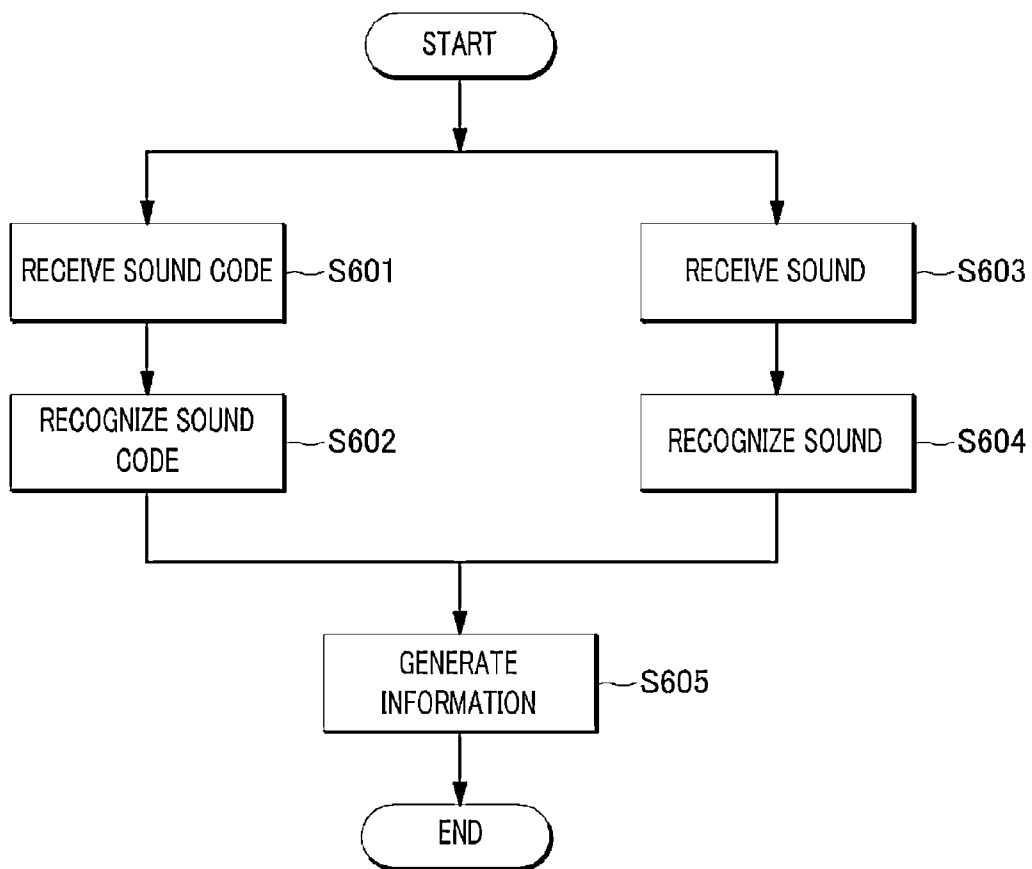 START
RECEIVE SOUND CODE
S601
RECEIVE SOUND
S603
RECOGNIZE SOUND
CODE
S602
RECOGNIZE SOUND
S604
GENERATE
INFORMATION
S605
END